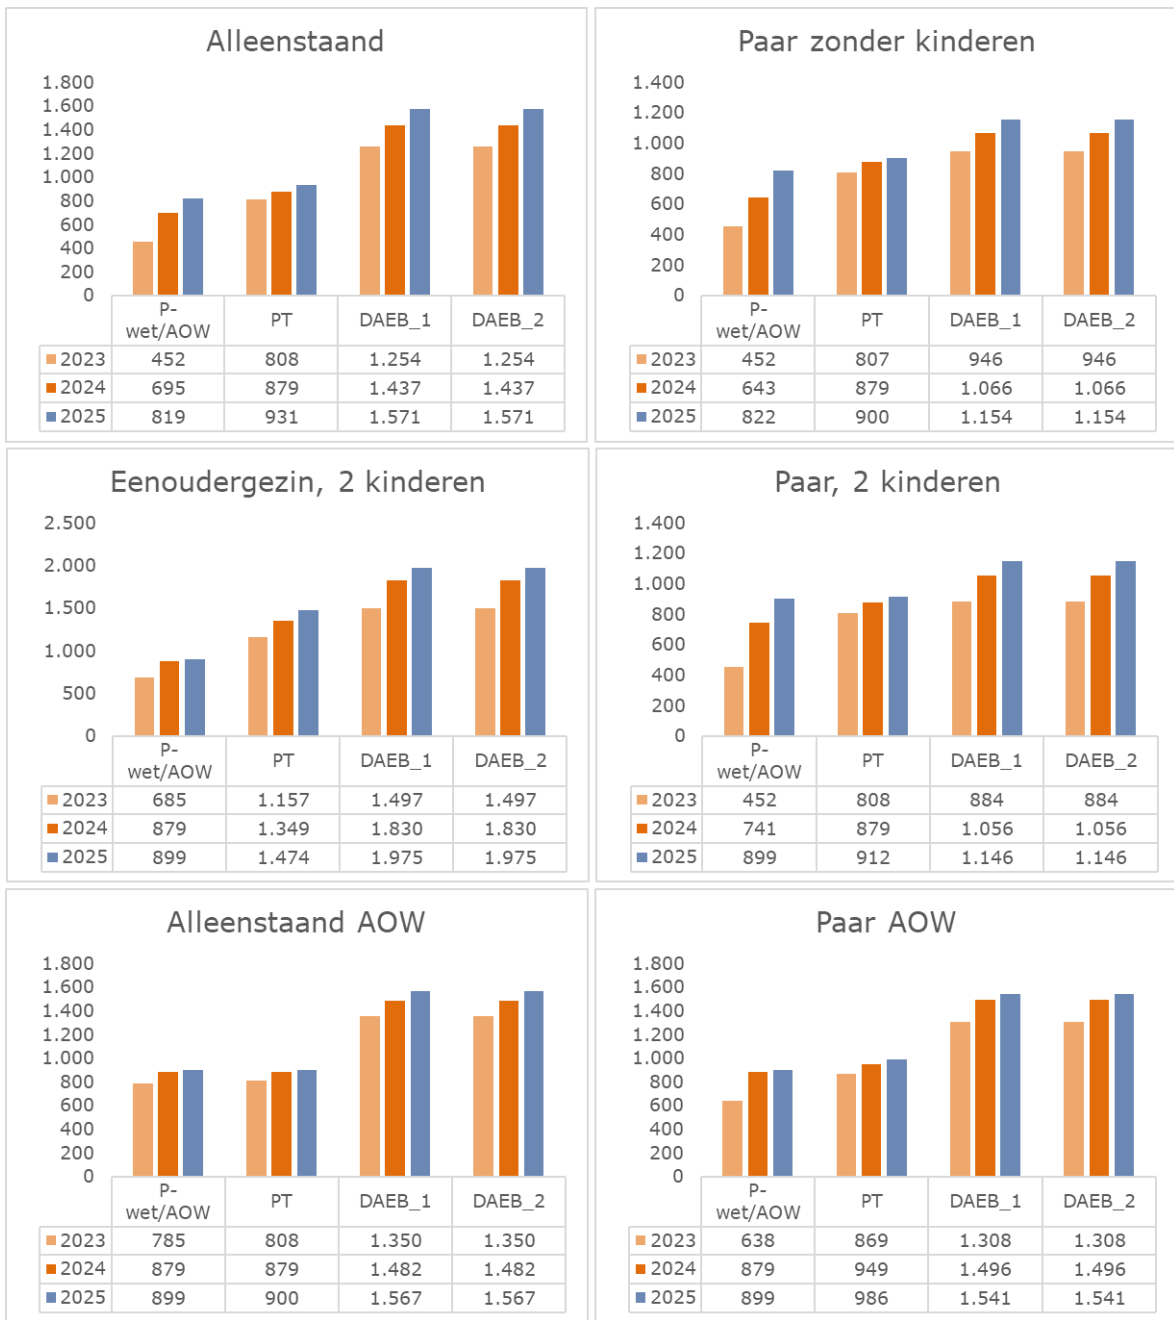 Alleenstaand
1.800
1.600
1.400
1.200
1.000
800
600
400
200
0
P-
wet/AOW PT DAEB_1 DAEB_2
2023 452 808 1.254 1.254
2024 695 879 1.437 1.437
2025 819 931 1.571 1.571
Paar zonder kinderen
1.400
1.200
1.000
800
600
400
200
0
P-
wet/AOW PT DAEB_1 DAEB_2
2023 452 807 946 946
2024 643 879 1.066 1.066
2025 822 900 1.154 1.154
Eenoudergezin, 2 kinderen
2.500
2.000
1.500
1.000
500
0
P-
wet/AOW PT DAEB_1 DAEB_2
2023 685 1.157 1.497 1.497
2024 879 1.349 1.830 1.830
2025 899 1.474 1.975 1.975
Paar, 2 kinderen
1.400
1.200
1.000
800
600
400
200
0
P-
wet/AOW PT DAEB_1 DAEB_2
2023 452 808 884 884
2024 741 879 1.056 1.056
2025 899 912 1.146 1.146
Alleenstaand AOW
1.800
1.600
1.400
1.200
1.000
800
600
400
200
0
P-
wet/AOW PT DAEB_1 DAEB_2
2023 785 808 1.350 1.350
2024 879 879 1.482 1.482
2025 899 900 1.567 1.567
Paar AOW
1.800
1.600
1.400
1.200
1.000
800
600
400
200
0
P-
wet/AOW PT DAEB_1 DAEB_2
2023 638 869 1.308 1.308
2024 879 949 1.496 1.496
2025 899 986 1.541 1.541